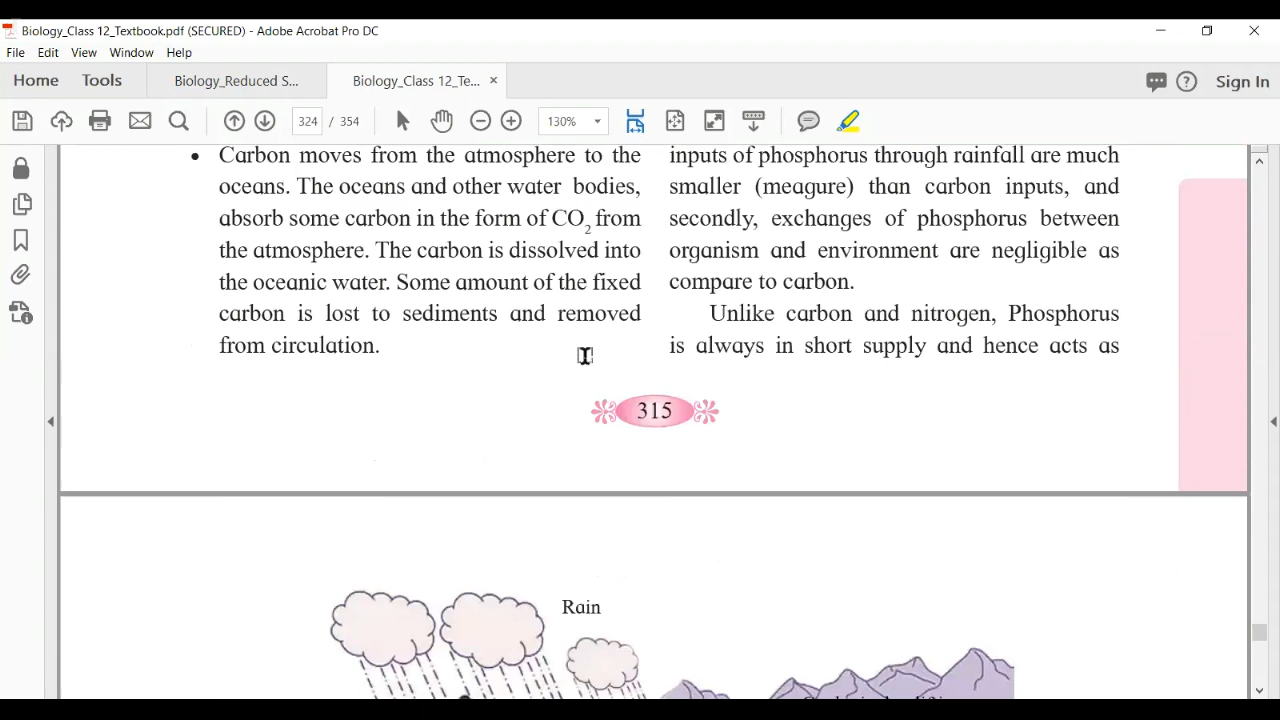 Biology_Class 12_Textbook.pdf (SECURED) - Adobe Acrobat Pro DC
File Edit View Window Help
Home Tools Biology_Reduced S... Biology_Class 12_Te... × Sign In
324 / 354 130%
• Carbon moves from the atmosphere to the
oceans. The oceans and other water bodies,
absorb some carbon in the form of CO2 from
the atmosphere. The carbon is dissolved into
the oceanic water. Some amount of the fixed
carbon is lost to sediments and removed
from circulation.
inputs of phosphorus through rainfall are much
smaller (meagure) than carbon inputs, and
secondly, exchanges of phosphorus between
organism and environment are negligible as
compare to carbon.
Unlike carbon and nitrogen, Phosphorus
is always in short supply and hence acts as
315
Rain